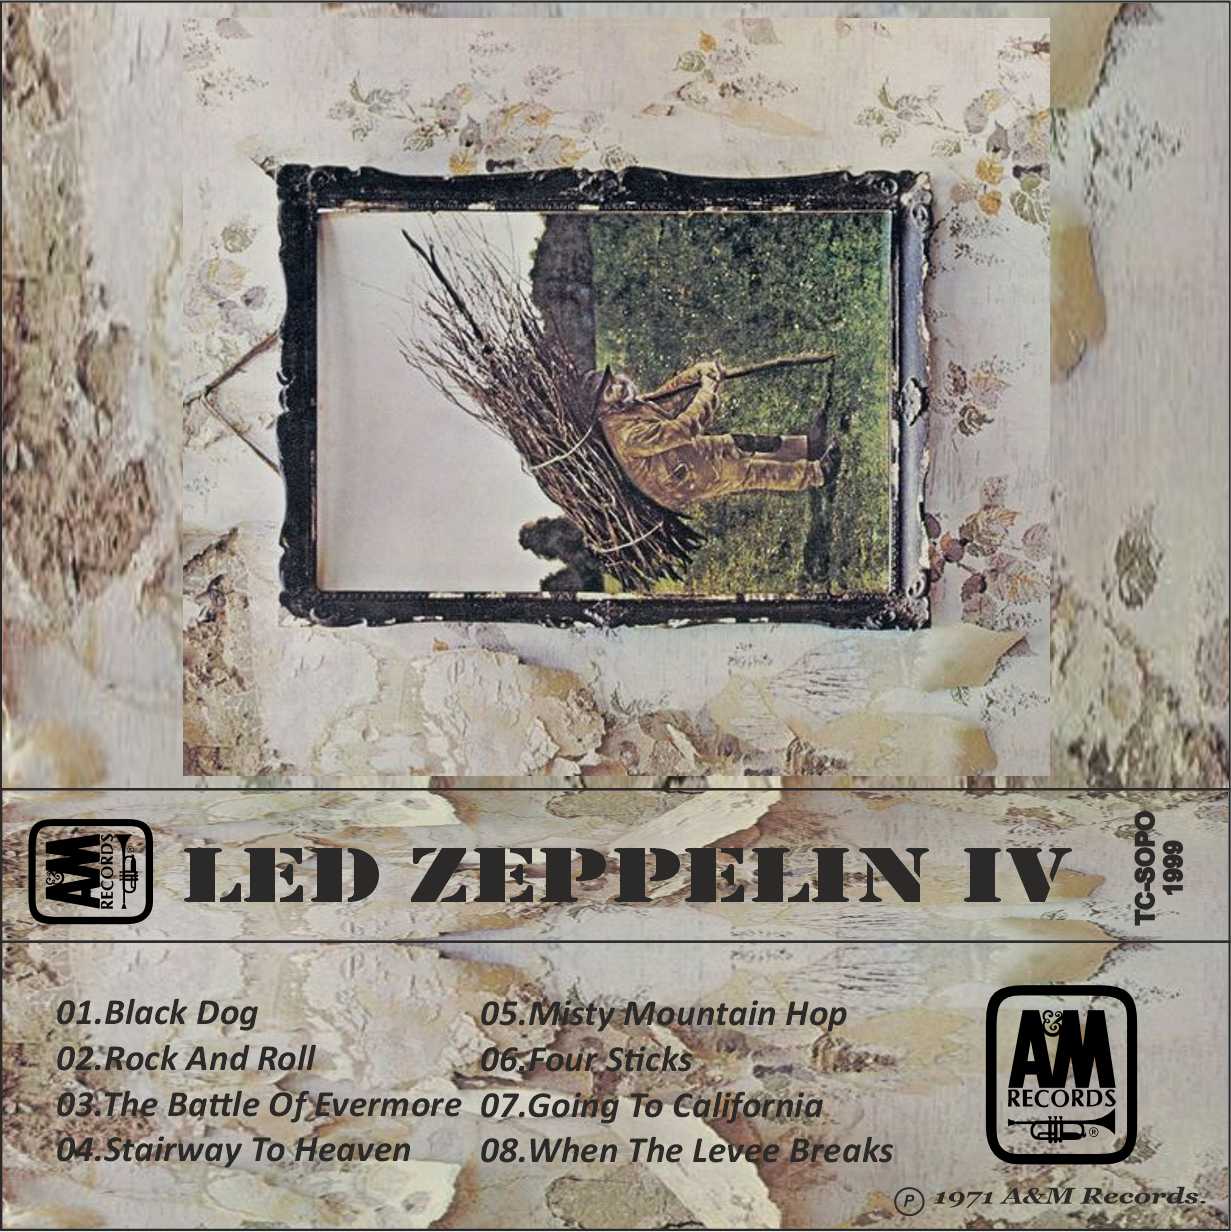 A&M
RECORDS
LED ZEPPELIN IV
TC-SOPO
1999
01.Black Dog
02.Rock And Roll
03.The Battle Of Evermore
04.Stairway To Heaven
05.Misty Mountain Hop
06.Four Sticks
07.Going To California
08.When The Levee Breaks
A&M
RECORDS
®
℗ 1971 A&M Records.